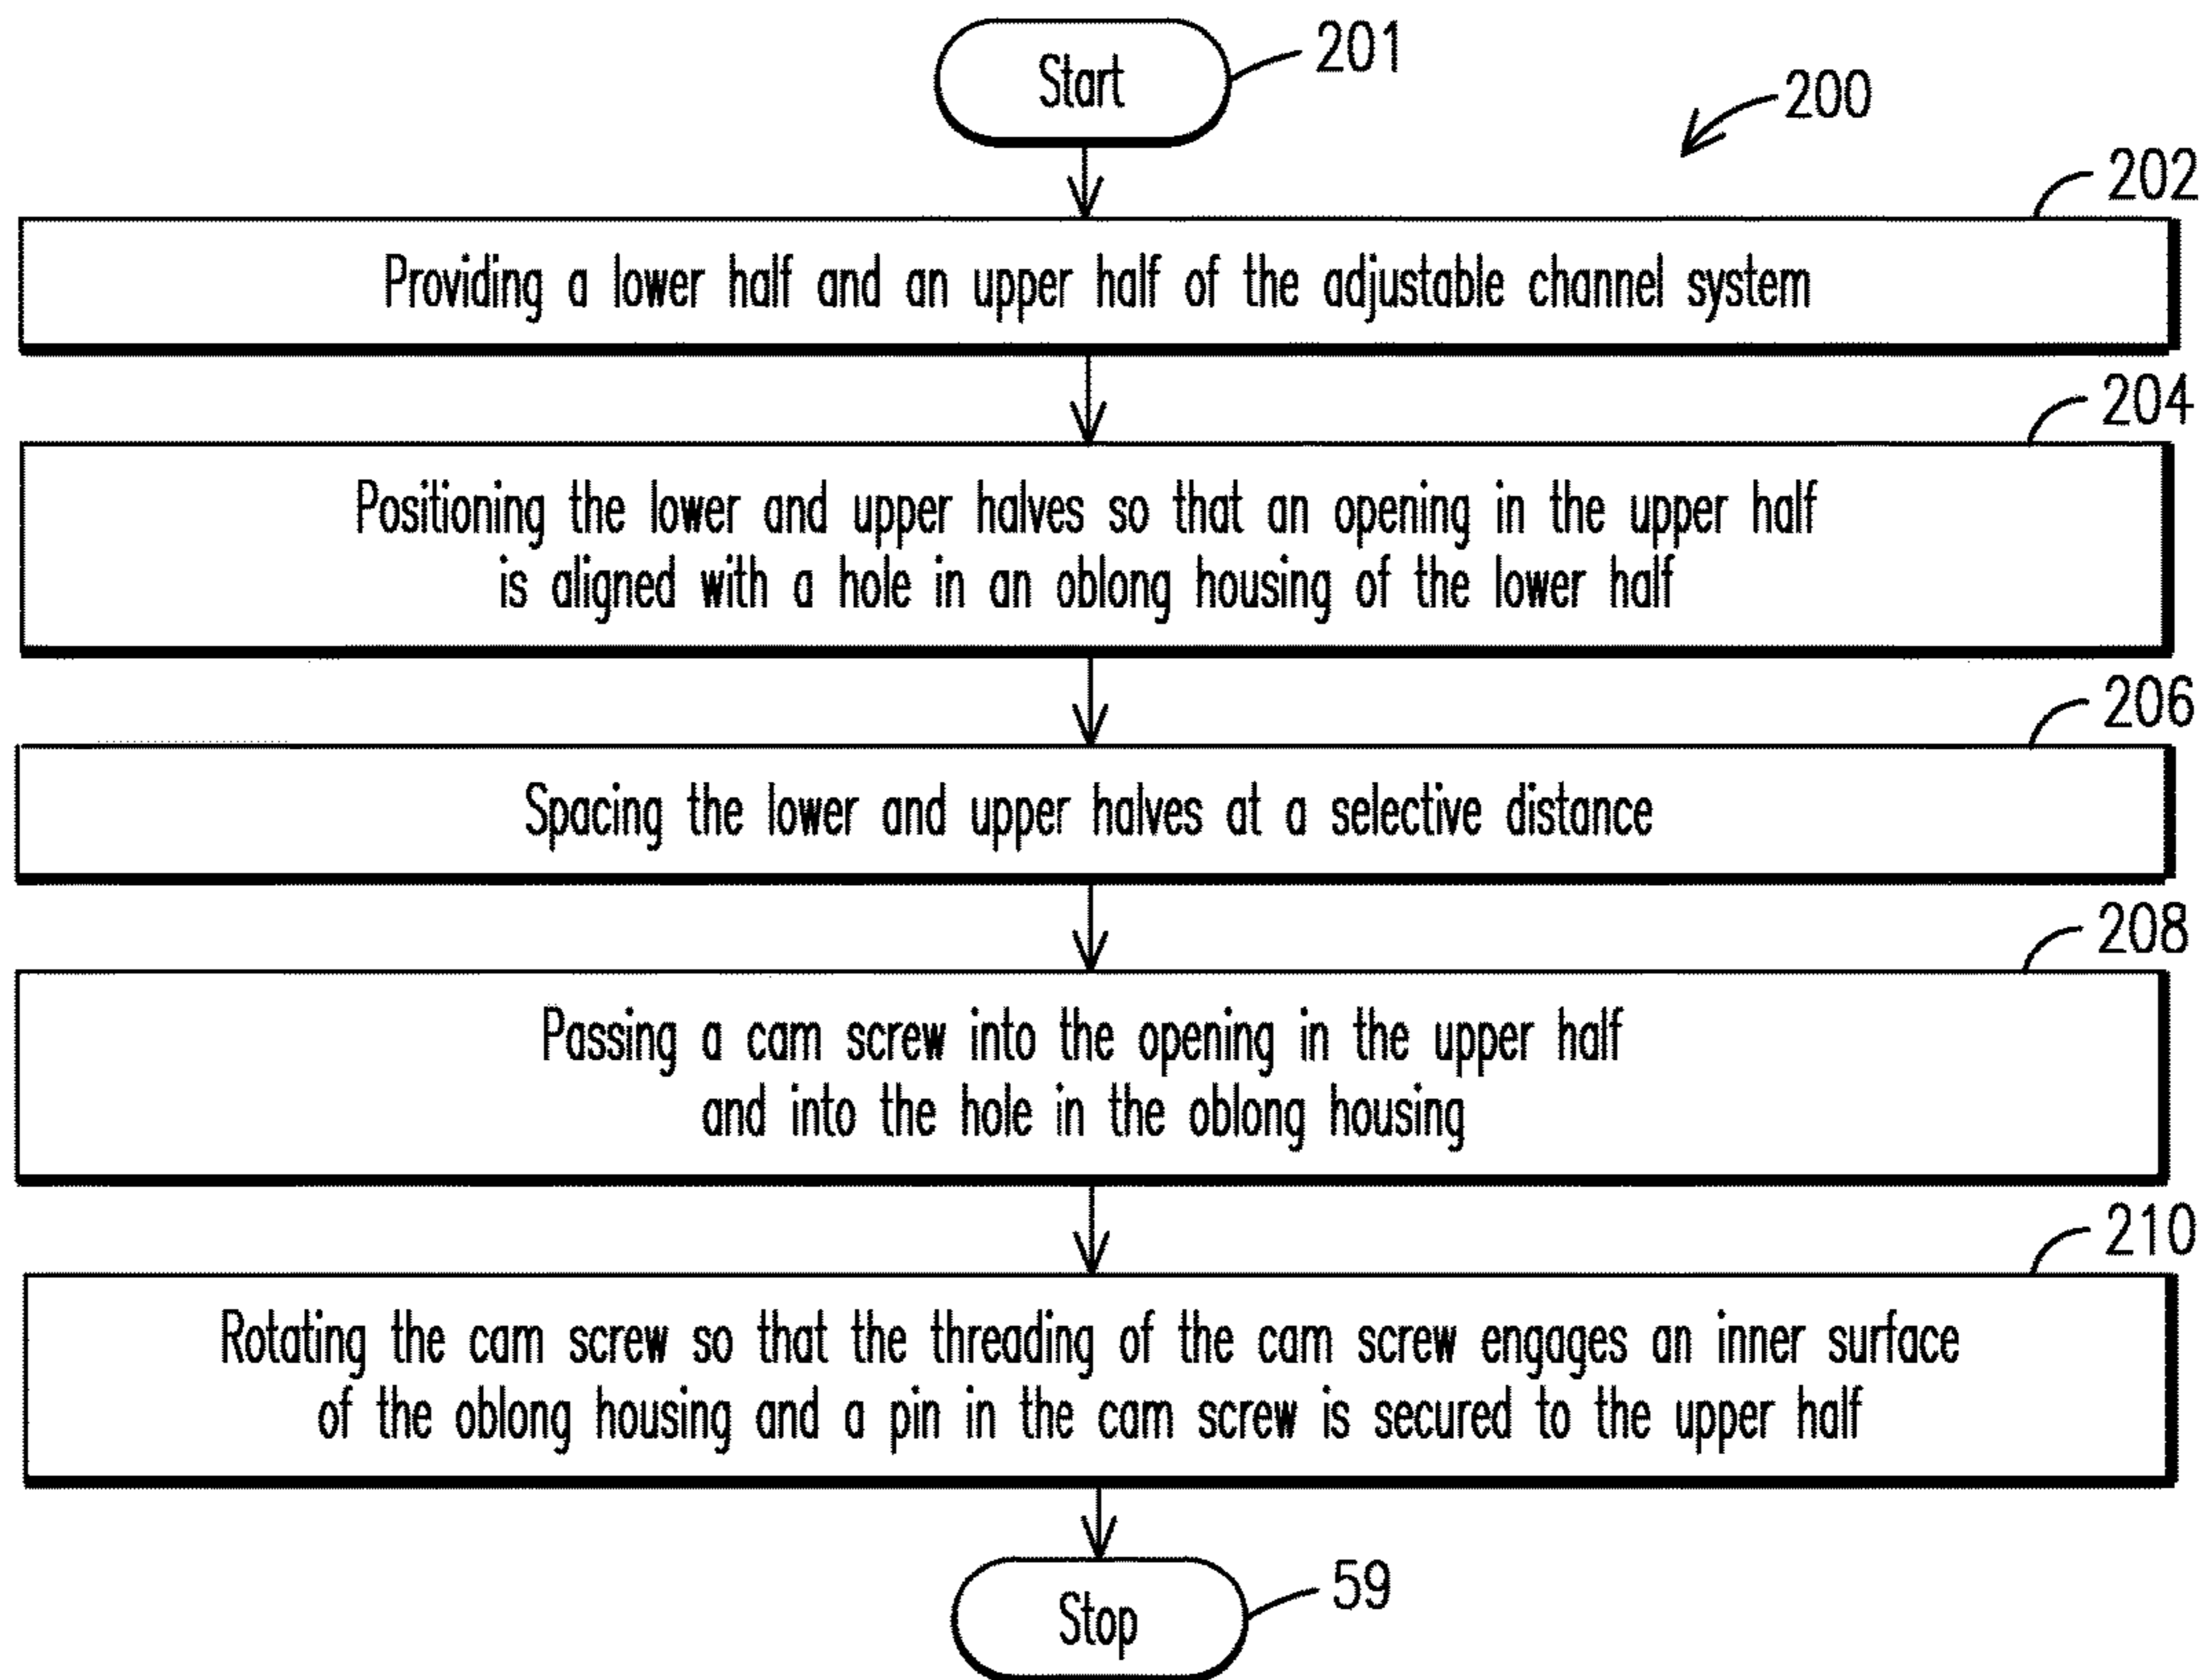 Start
201
200
202
Providing a lower half and an upper half of the adjustable channel system
204
Positioning the lower and upper halves so that an opening in the upper half
is aligned with a hole in an oblong housing of the lower half
206
Spacing the lower and upper halves at a selective distance
208
Passing a cam screw into the opening in the upper half
and into the hole in the oblong housing
210
Rotating the cam screw so that the threading of the cam screw engages an inner surface
of the oblong housing and a pin in the cam screw is secured to the upper half
Stop
59